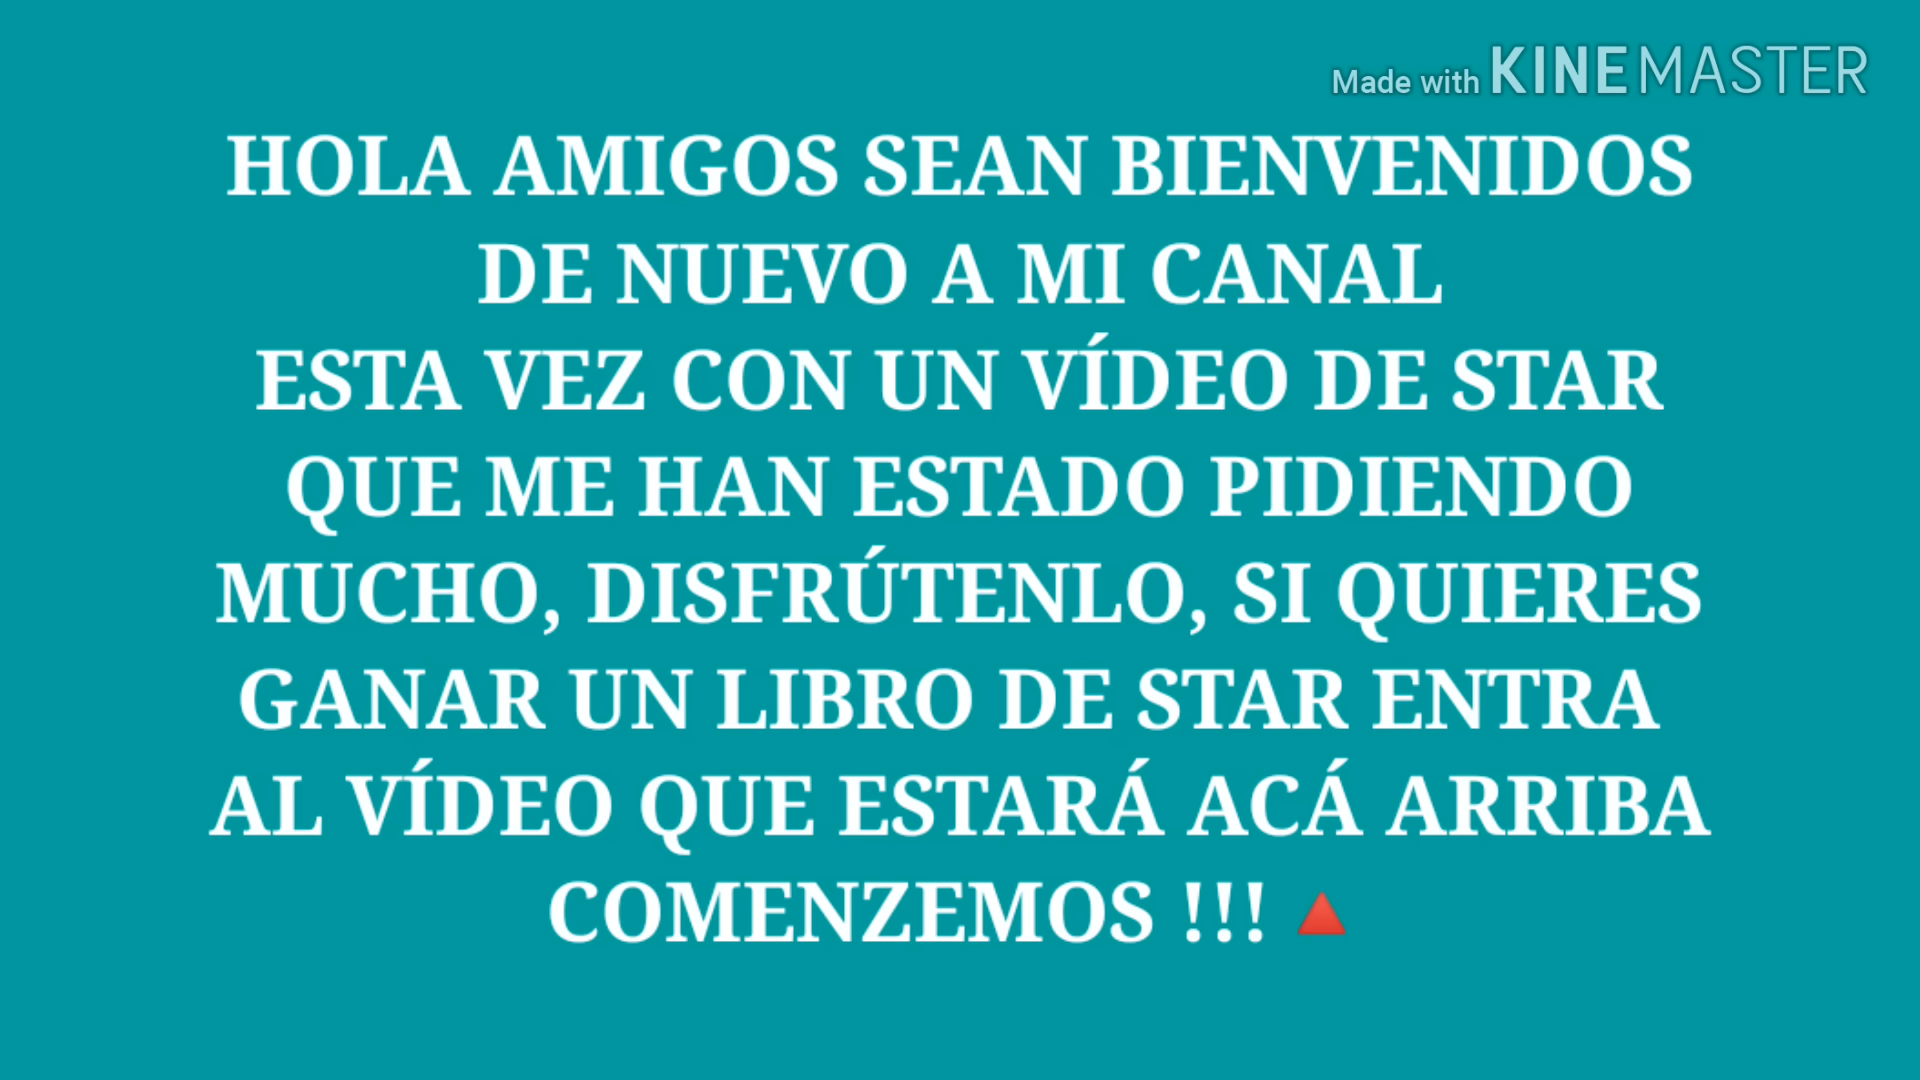 Made with KINEMASTER
HOLA AMIGOS SEAN BIENVENIDOS
DE NUEVO A MI CANAL
ESTA VEZ CON UN VÍDEO DE STAR
QUE ME HAN ESTADO PIDIENDO
MUCHO, DISFRÚTENLO, SI QUIERES
GANAR UN LIBRO DE STAR ENTRA
AL VÍDEO QUE ESTARÁ ACÁ ARRIBA
COMENZEMOS !!! 🔺